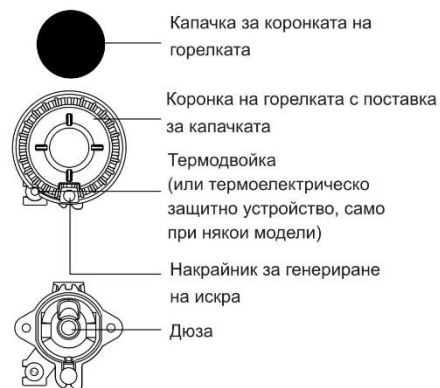 Капачка за коронката на
горелката
Коронка на горелката с поставка
за капачката
Термодвойка
(или термоелектрическо
защитно устройство, само
при някои модели)
Накрайник за генериране
на искра
Дюза